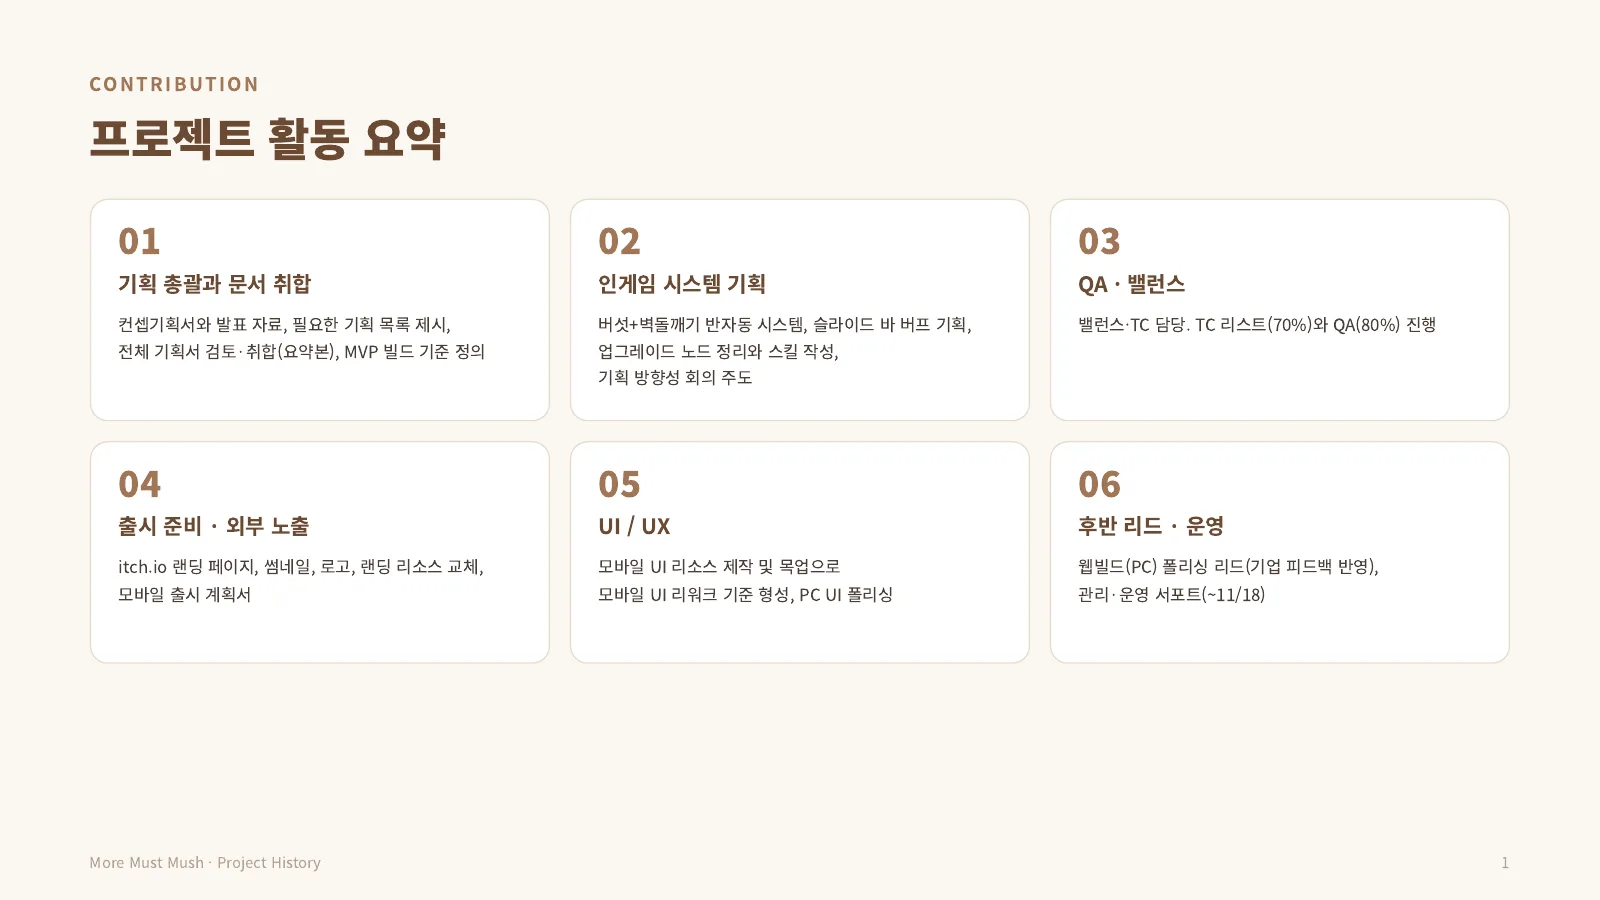 CONTRIBUTION
프로젝트 활동 요약
01
기획 총괄과 문서 취합
컨셉기획서와 발표 자료, 필요한 기획 목록 제시,
전체 기획서 검토·취합(요약본), MVP 빌드 기준 정의
02
인게임 시스템 기획
버섯+벽돌깨기 반자동 시스템, 슬라이드 바 버프 기획,
업그레이드 노드 정리와 스킬 작성,
기획 방향성 회의 주도
03
QA · 밸런스
밸런스·TC 담당. TC 리스트(70%)와 QA(80%) 진행
04
출시 준비 · 외부 노출
itch.io 랜딩 페이지, 썸네일, 로고, 랜딩 리소스 교체,
모바일 출시 계획서
05
UI / UX
모바일 UI 리소스 제작 및 목업으로
모바일 UI 리워크 기준 형성, PC UI 폴리싱
06
후반 리드 · 운영
웹빌드(PC) 폴리싱 리드(기업 피드백 반영),
관리·운영 서포트(~11/18)
More Must Mush · Project History
1